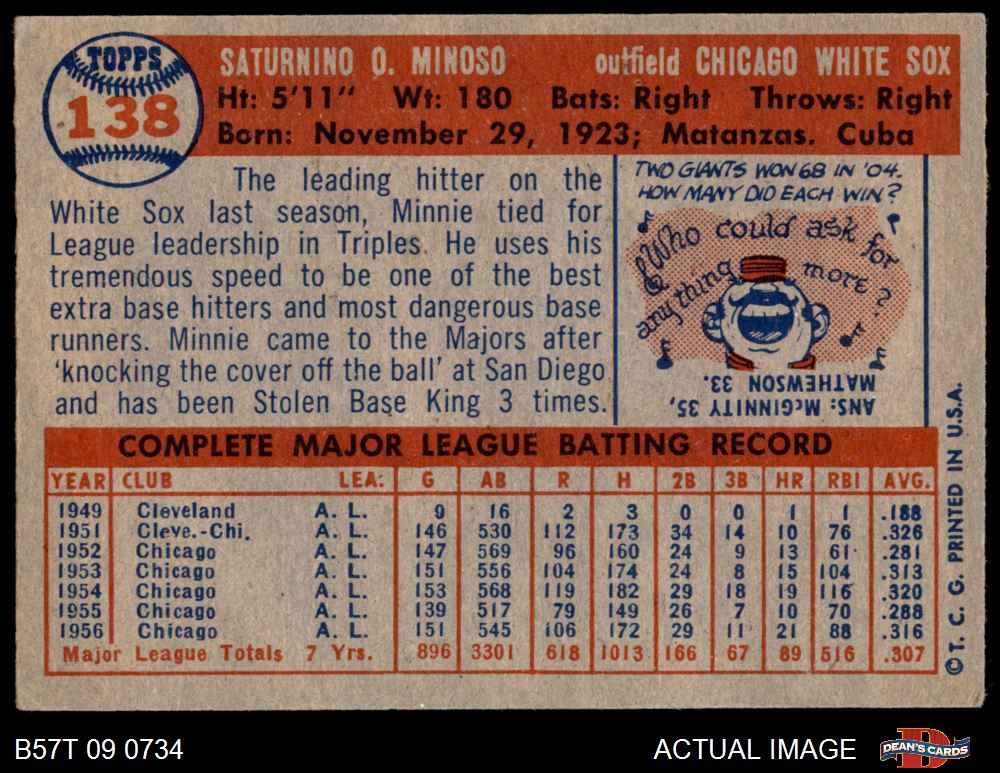 TOPPS
138
SATURNINO O. MINOSO outfield CHICAGO WHITE SOX
Ht: 5'11" Wt: 180 Bats: Right Throws: Right
Born: November 29, 1923; Matanzas. Cuba
The leading hitter on the
White Sox last season, Minnie tied for
League leadership in Triples. He uses his
tremendous speed to be one of the best
extra base hitters and most dangerous base
runners. Minnie came to the Majors after
'knocking the cover off the ball' at San Diego
and has been Stolen Base King 3 times.
TWO GIANTS WON 68 IN '04.
HOW MANY DID EACH WIN?
Who could ask for
anything more?
ANS: McGINNITY 35,
MATHEWSON 33.
COMPLETE MAJOR LEAGUE BATTING RECORD
YEAR CLUB LEA: G AB R H 2B 3B HR RBI AVG.
1949 Cleveland A. L. 9 16 2 3 0 0 1 1 .188
1951 Cleve.-Chi. A. L. 146 530 112 173 34 14 10 76 .326
1952 Chicago A. L. 147 569 96 160 24 9 13 61 .281
1953 Chicago A. L. 151 556 104 174 24 8 15 104 .313
1954 Chicago A. L. 153 568 119 182 29 18 19 116 .320
1955 Chicago A. L. 139 517 79 149 26 7 10 70 .288
1956 Chicago A. L. 151 545 106 172 29 11 21 88 .316
Major League Totals 7 Yrs. 896 3301 618 1013 166 67 89 516 .307
© T. C. G. PRINTED IN U.S.A.
B57T 09 0734 ACTUAL IMAGE
DEAN'S CARDS